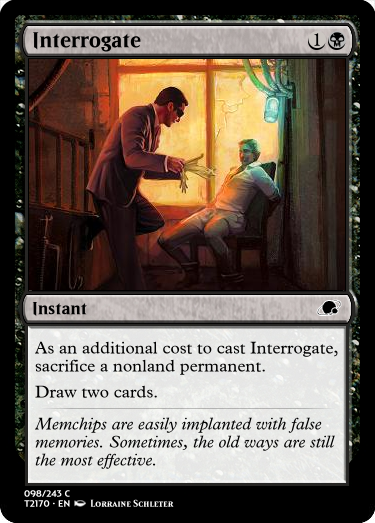 Interrogate 1
Instant
As an additional cost to cast Interrogate,
sacrifice a nonland permanent.
Draw two cards.
Memchips are easily implanted with false
memories. Sometimes, the old ways are still
the most effective.
098/243 C
T2170 · EN Lorraine Schleter